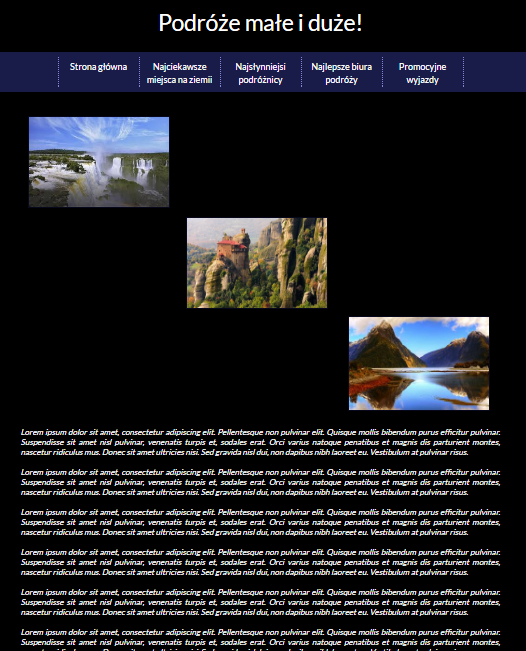 Podróże małe i duże!
Strona główna
Najciekawsze
miejsca na ziemii
Najsłynniejsi
podróżnicy
Najlepsze biura
podróży
Promocyjne
wyjazdy
Lorem ipsum dolor sit amet, consectetur adipiscing elit. Pellentesque non pulvinar elit. Quisque mollis bibendum purus efficitur pulvinar.
Suspendisse sit amet nisl pulvinar, venenatis turpis et, sodales erat. Orci varius natoque penatibus et magnis dis parturient montes,
nascetur ridiculus mus. Donec sit amet ultricies nisi. Sed gravida nisl dui, non dapibus nibh laoreet eu. Vestibulum at pulvinar risus.
Lorem ipsum dolor sit amet, consectetur adipiscing elit. Pellentesque non pulvinar elit. Quisque mollis bibendum purus efficitur pulvinar.
Suspendisse sit amet nisl pulvinar, venenatis turpis et, sodales erat. Orci varius natoque penatibus et magnis dis parturient montes,
nascetur ridiculus mus. Donec sit amet ultricies nisi. Sed gravida nisl dui, non dapibus nibh laoreet eu. Vestibulum at pulvinar risus.
Lorem ipsum dolor sit amet, consectetur adipiscing elit. Pellentesque non pulvinar elit. Quisque mollis bibendum purus efficitur pulvinar.
Suspendisse sit amet nisl pulvinar, venenatis turpis et, sodales erat. Orci varius natoque penatibus et magnis dis parturient montes,
nascetur ridiculus mus. Donec sit amet ultricies nisi. Sed gravida nisl dui, non dapibus nibh laoreet eu. Vestibulum at pulvinar risus.
Lorem ipsum dolor sit amet, consectetur adipiscing elit. Pellentesque non pulvinar elit. Quisque mollis bibendum purus efficitur pulvinar.
Suspendisse sit amet nisl pulvinar, venenatis turpis et, sodales erat. Orci varius natoque penatibus et magnis dis parturient montes,
nascetur ridiculus mus. Donec sit amet ultricies nisi. Sed gravida nisl dui, non dapibus nibh laoreet eu. Vestibulum at pulvinar risus.
Lorem ipsum dolor sit amet, consectetur adipiscing elit. Pellentesque non pulvinar elit. Quisque mollis bibendum purus efficitur pulvinar.
Suspendisse sit amet nisl pulvinar, venenatis turpis et, sodales erat. Orci varius natoque penatibus et magnis dis parturient montes,
nascetur ridiculus mus. Donec sit amet ultricies nisi. Sed gravida nisl dui, non dapibus nibh laoreet eu. Vestibulum at pulvinar risus.
Lorem ipsum dolor sit amet, consectetur adipiscing elit. Pellentesque non pulvinar elit. Quisque mollis bibendum purus efficitur pulvinar.
Suspendisse sit amet nisl pulvinar, venenatis turpis et, sodales erat. Orci varius natoque penatibus et magnis dis parturient montes,